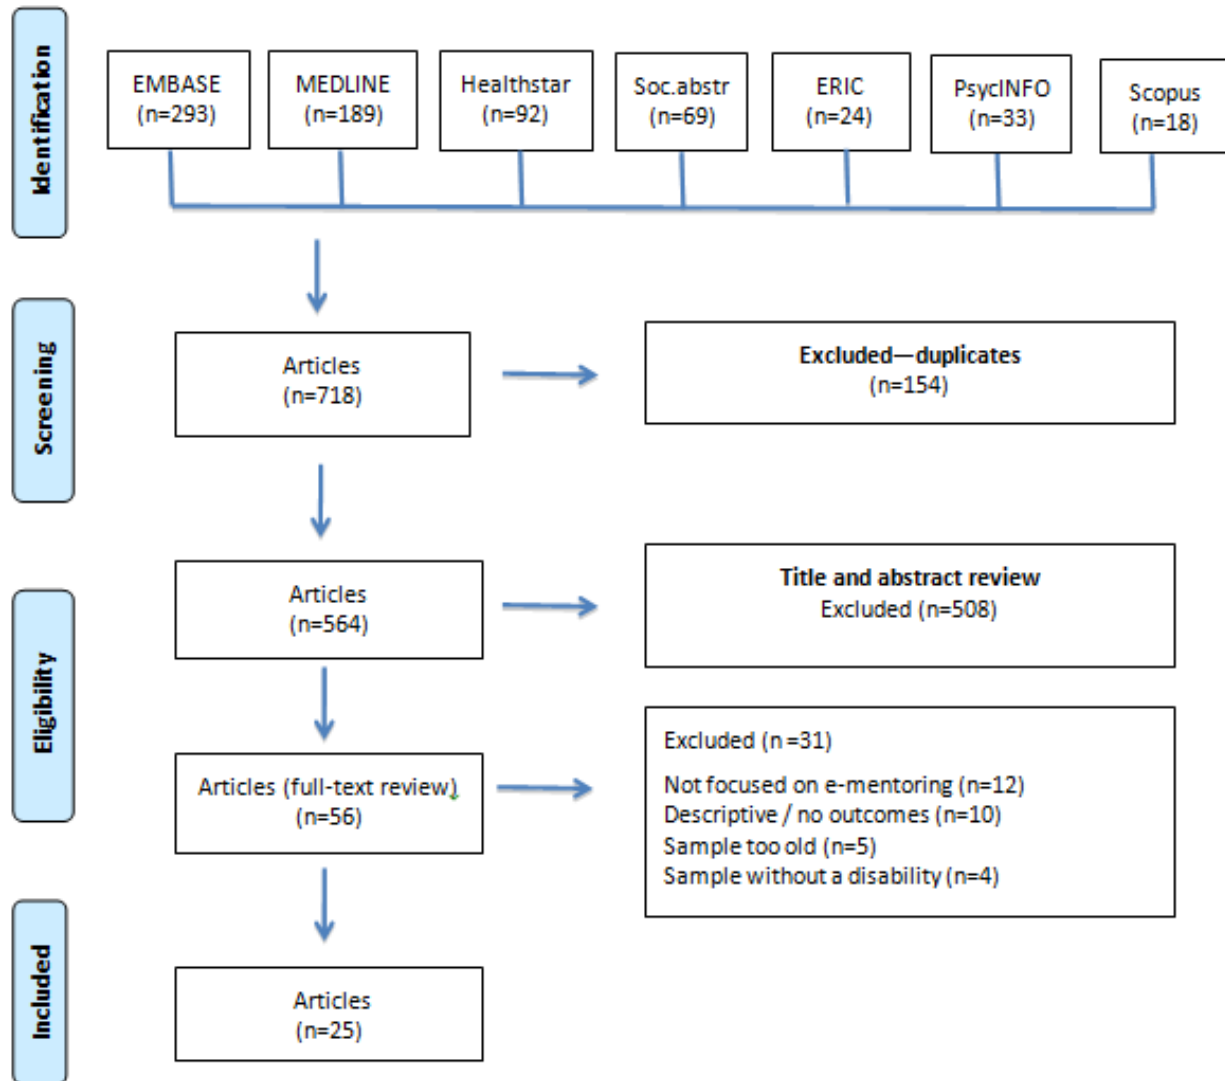 Identification
EMBASE
(n=293)
MEDLINE
(n=189)
Healthstar
(n=92)
Soc.abstr
(n=69)
ERIC
(n=24)
PsycINFO
(n=33)
Scopus
(n=18)
Screening
Articles
(n=718)
Excluded—duplicates
(n=154)
Eligibility
Articles
(n=564)
Title and abstract review
Excluded (n=508)
Articles (full-text review)
(n=56)
Excluded (n =31)
Not focused on e-mentoring (n=12)
Descriptive / no outcomes (n=10)
Sample too old (n=5)
Sample without a disability (n=4)
Included
Articles
(n=25)